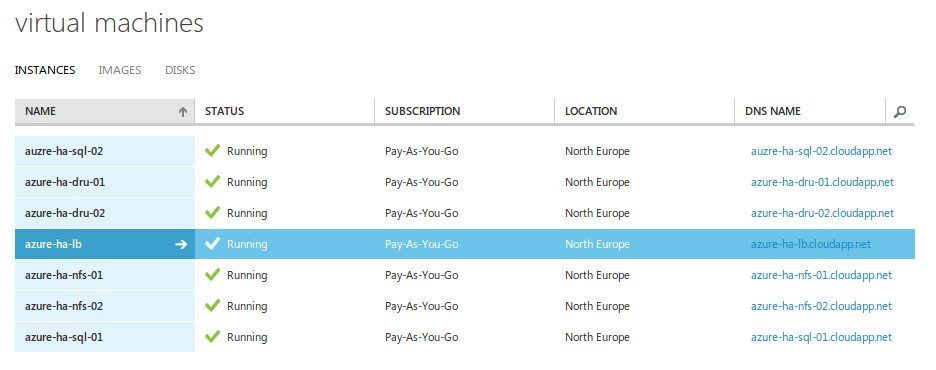 virtual machines
INSTANCES IMAGES DISKS
NAME STATUS SUBSCRIPTION LOCATION DNS NAME
auzre-ha-sql-02 Running Pay-As-You-Go North Europe auzre-ha-sql-02.cloudapp.net
azure-ha-dru-01 Running Pay-As-You-Go North Europe azure-ha-dru-01.cloudapp.net
azure-ha-dru-02 Running Pay-As-You-Go North Europe azure-ha-dru-02.cloudapp.net
azure-ha-lb Running Pay-As-You-Go North Europe azure-ha-lb.cloudapp.net
azure-ha-nfs-01 Running Pay-As-You-Go North Europe azure-ha-nfs-01.cloudapp.net
azure-ha-nfs-02 Running Pay-As-You-Go North Europe azure-ha-nfs-02.cloudapp.net
azure-ha-sql-01 Running Pay-As-You-Go North Europe azure-ha-sql-01.cloudapp.net